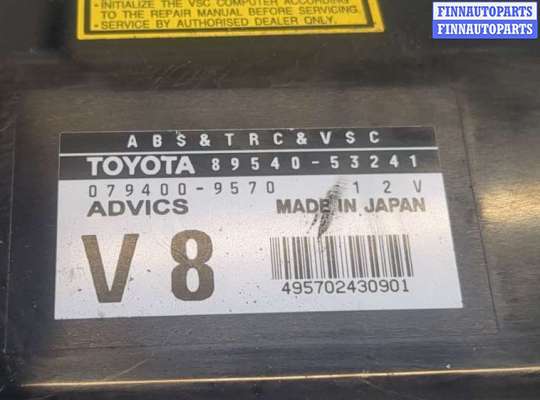 - INITIALIZE THE VSC COMPUTER ACCORDING
TO THE REPAIR MANUAL BEFORE SERVICING.
- SERVICE BY AUTHORISED DEALER ONLY.
FINNAUTOPARTS
FINNAUTOPARTS
ABS&TRC&VSC
TOYOTA 89540-53241
079400-9570 12V
ADVICS MADE IN JAPAN
V8
495702430901